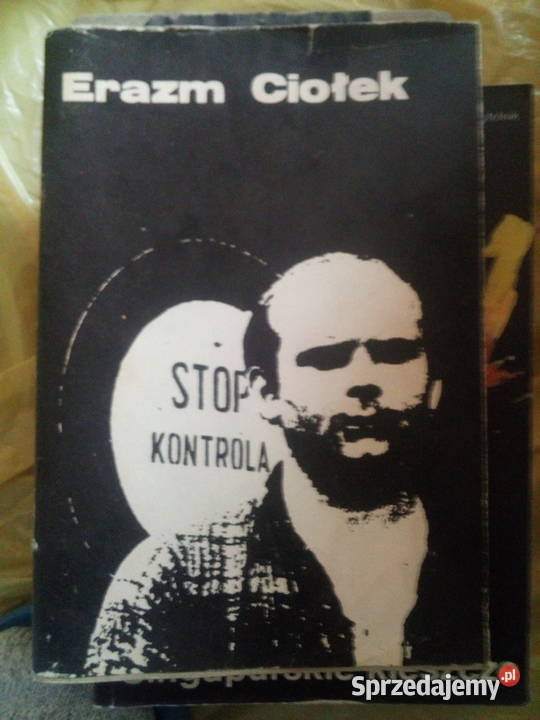 Erazm Ciołek
STOP
KONTROLA
Sprzedajemy.pl